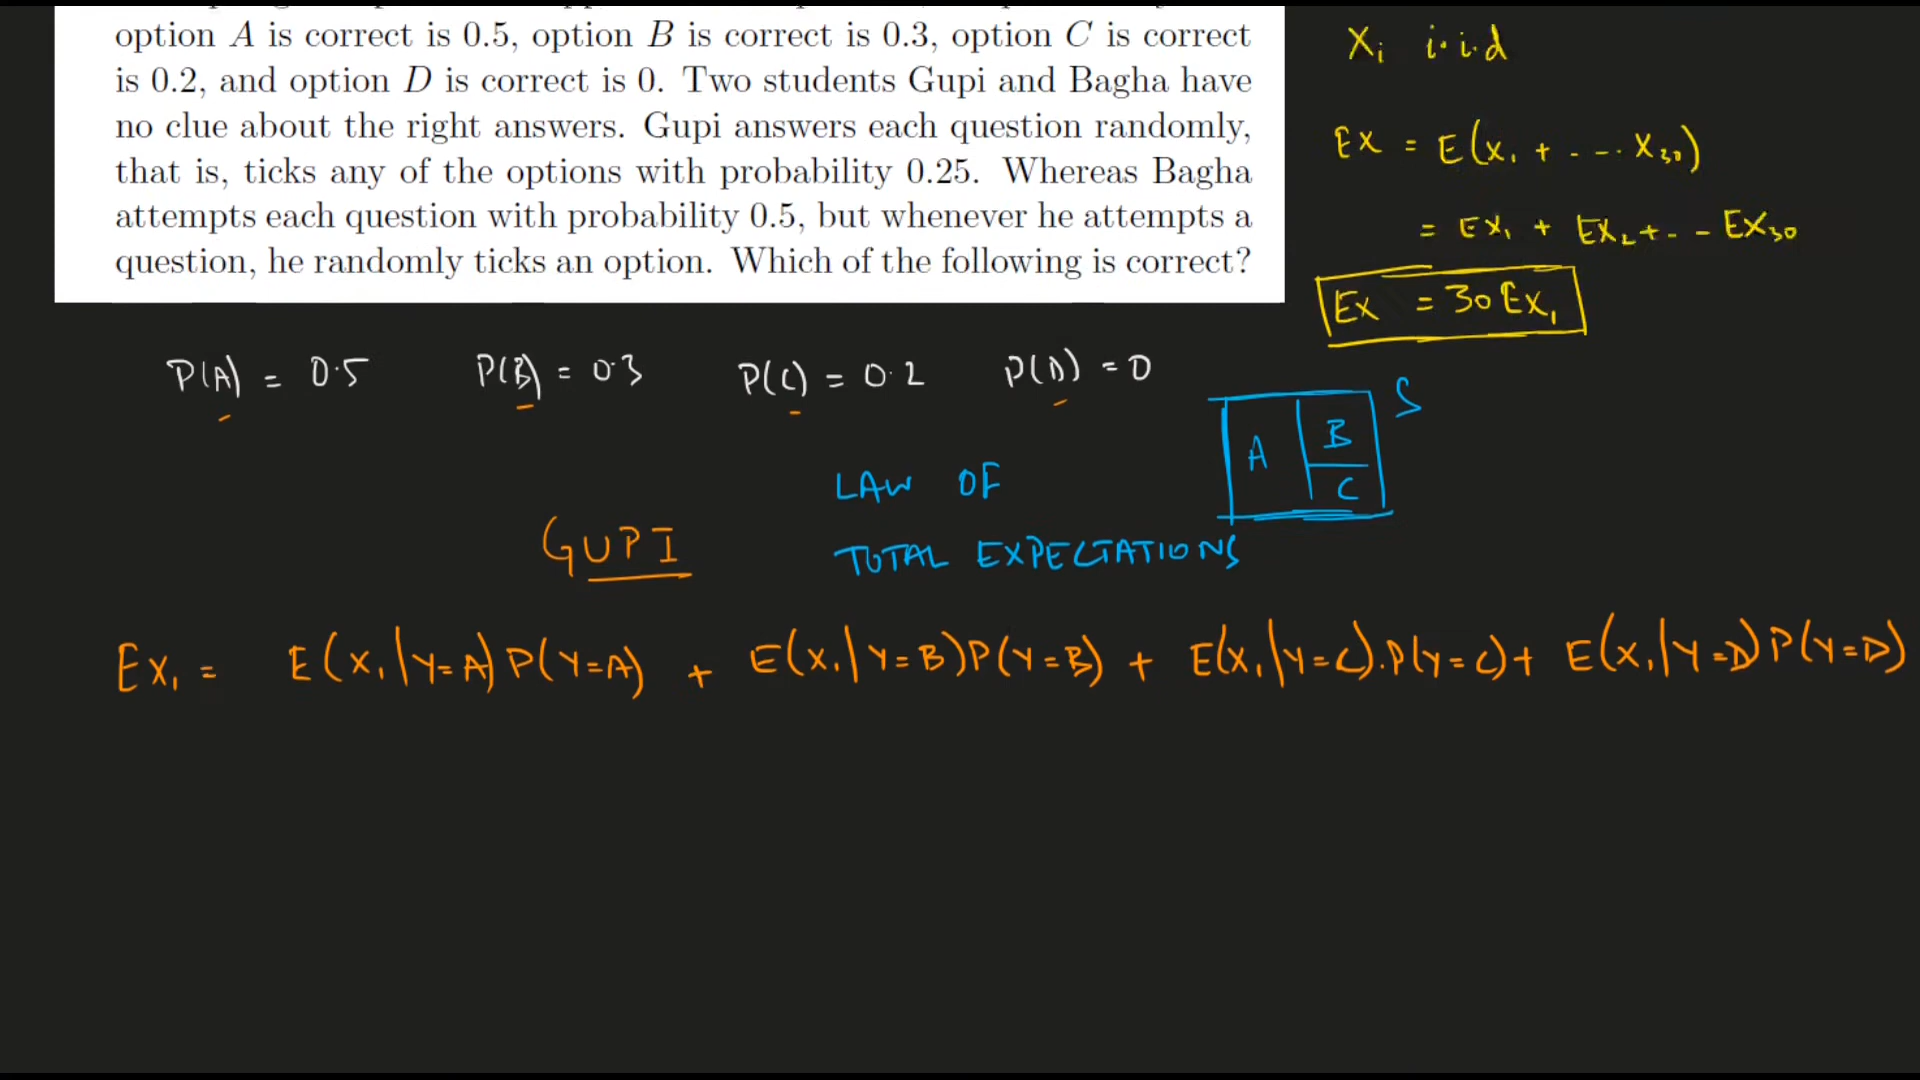 option A is correct is 0.5, option B is correct is 0.3, option C is correct
is 0.2, and option D is correct is 0. Two students Gupi and Bagha have
no clue about the right answers. Gupi answers each question randomly,
that is, ticks any of the options with probability 0.25. Whereas Bagha
attempts each question with probability 0.5, but whenever he attempts a
question, he randomly ticks an option. Which of the following is correct?
Xi i.i.d
EX = E(X1 + - - - X30)
= EX1 + EX2 + - - EX30
EX = 30 EX1
P(A) = 0.5 P(B) = 0.3 P(C) = 0.2 P(D) = 0
S
A B
C
LAW OF
TOTAL EXPECTATIONS
GUPI
EX1 = E(X1|Y=A)P(Y=A) + E(X1|Y=B)P(Y=B) + E(X1|Y=C).P(Y=C) + E(X1|Y=D)P(Y=D)